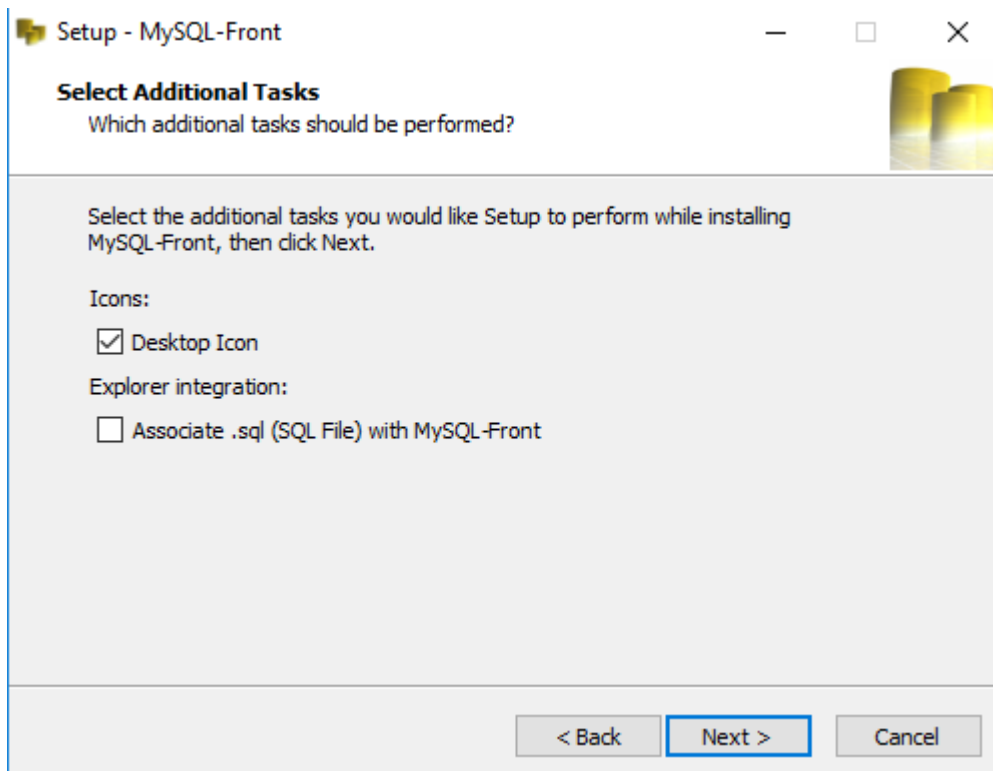 Setup - MySQL-Front
Select Additional Tasks
Which additional tasks should be performed?
Select the additional tasks you would like Setup to perform while installing
MySQL-Front, then click Next.
Icons:
Desktop Icon
Explorer integration:
Associate .sql (SQL File) with MySQL-Front
< Back Next > Cancel